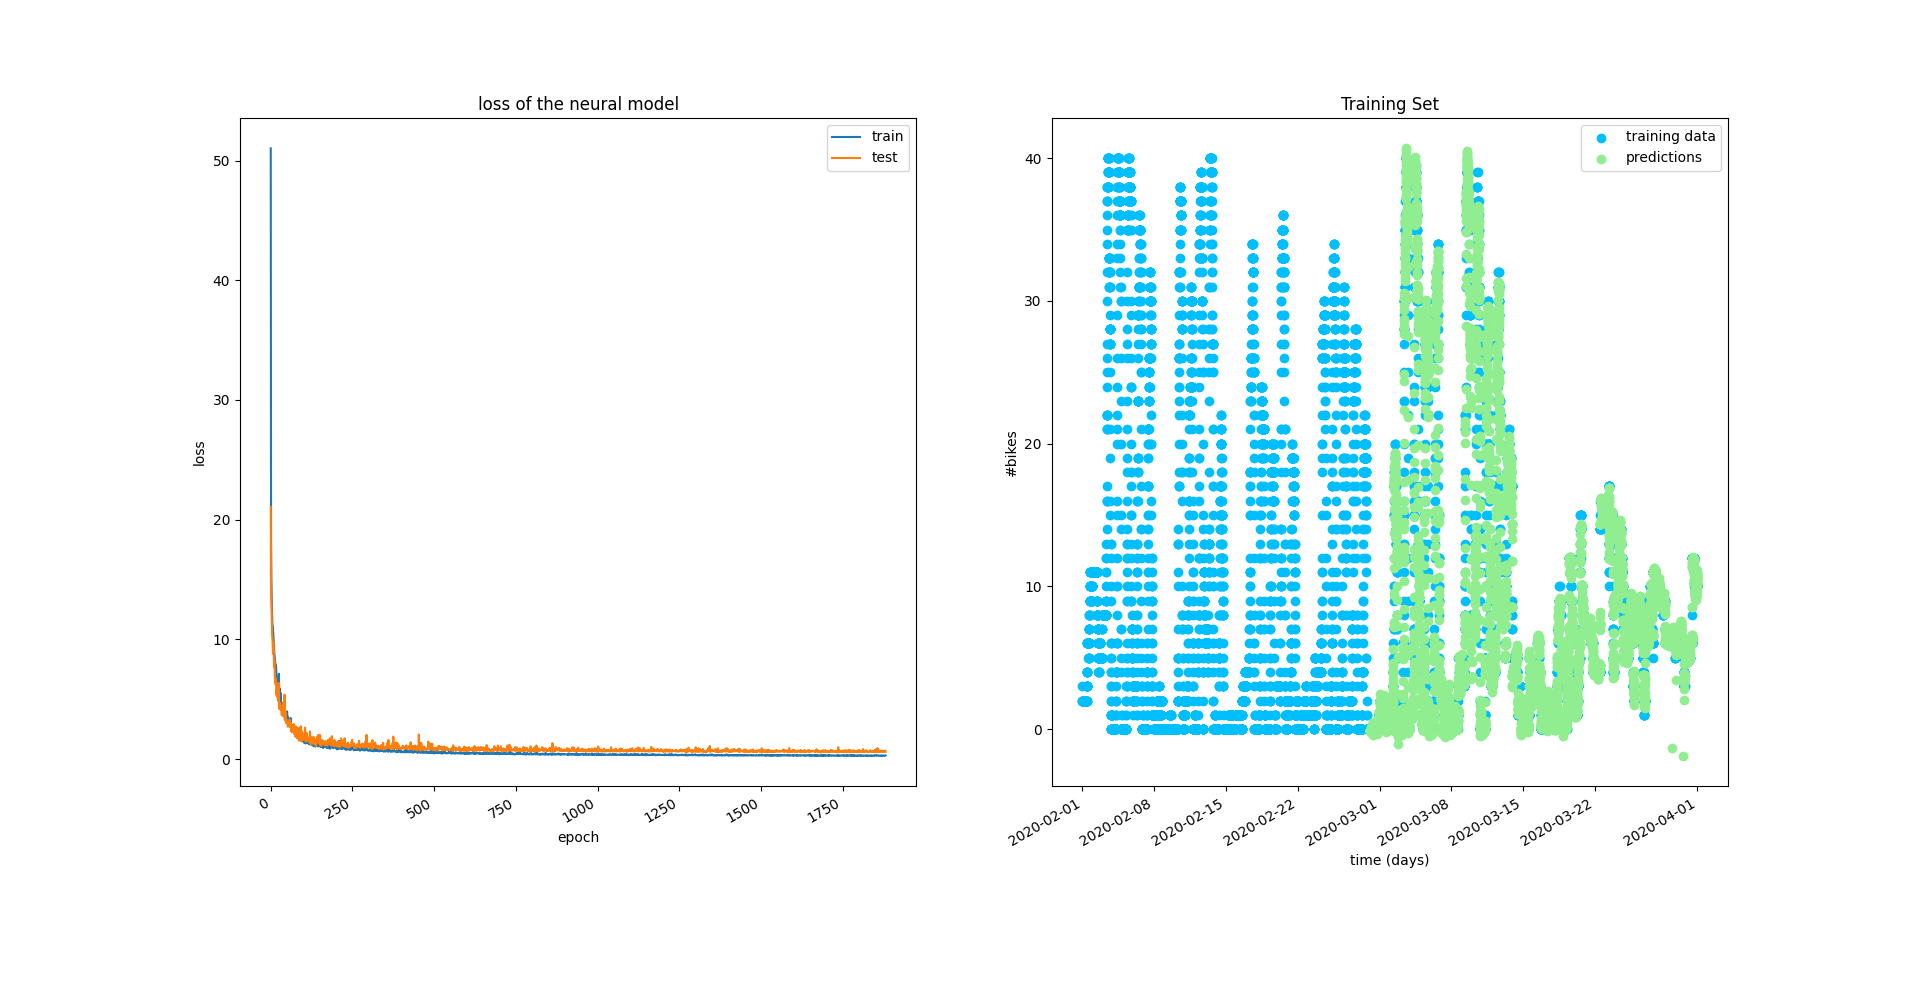 loss of the neural model
train
test
50
40
30
20
10
0
loss
0
250
500
750
1000
1250
1500
1750
epoch
Training Set
training data
predictions
40
30
20
10
0
#bikes
2020-02-01
2020-02-08
2020-02-15
2020-02-22
2020-03-01
2020-03-08
2020-03-15
2020-03-22
2020-04-01
time (days)